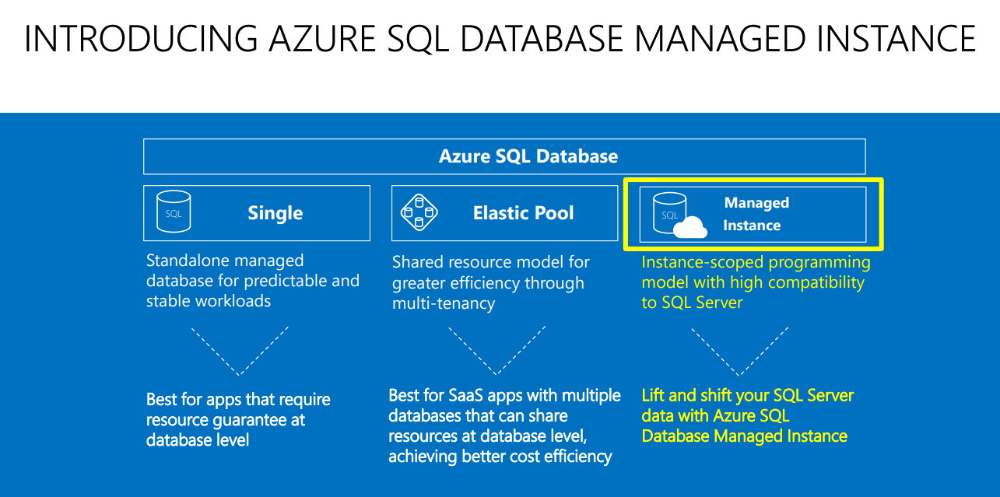 INTRODUCING AZURE SQL DATABASE MANAGED INSTANCE
Azure SQL Database
SQL
Single
Elastic Pool
SQL
Managed
Instance
Standalone managed
database for predictable and
stable workloads
Shared resource model for
greater efficiency through
multi-tenancy
Instance-scoped programming
model with high compatibility
to SQL Server
Best for apps that require
resource guarantee at
database level
Best for SaaS apps with multiple
databases that can share
resources at database level,
achieving better cost efficiency
Lift and shift your SQL Server
data with Azure SQL
Database Managed Instance